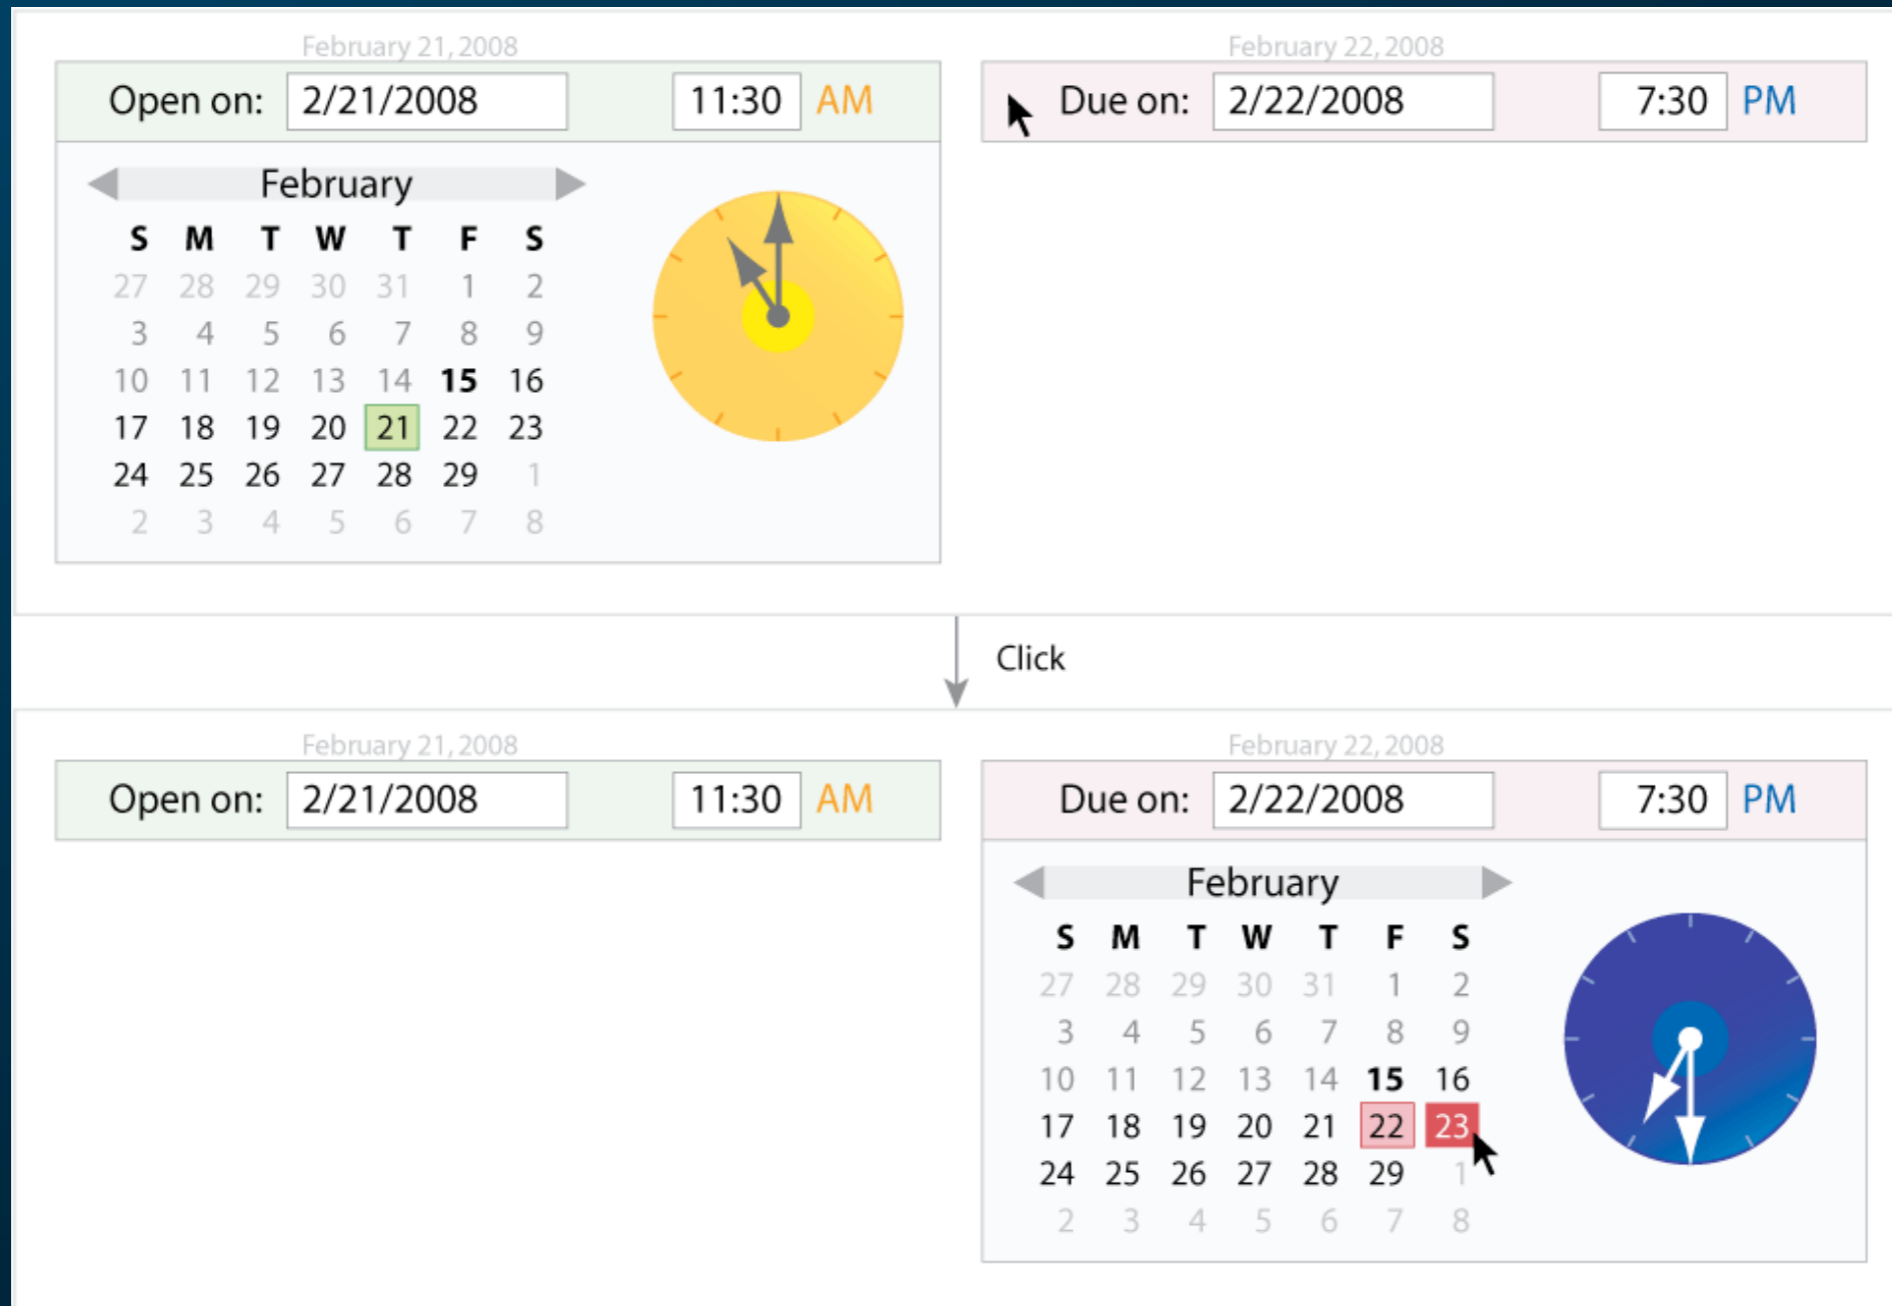 February 21, 2008
Open on: 2/21/2008 11:30 AM
February
S M T W T F S
27 28 29 30 31 1 2
3 4 5 6 7 8 9
10 11 12 13 14 15 16
17 18 19 20 21 22 23
24 25 26 27 28 29 1
2 3 4 5 6 7 8
February 22, 2008
Due on: 2/22/2008 7:30 PM
Click
February 21, 2008
Open on: 2/21/2008 11:30 AM
February 22, 2008
Due on: 2/22/2008 7:30 PM
February
S M T W T F S
27 28 29 30 31 1 2
3 4 5 6 7 8 9
10 11 12 13 14 15 16
17 18 19 20 21 22 23
24 25 26 27 28 29 1
2 3 4 5 6 7 8